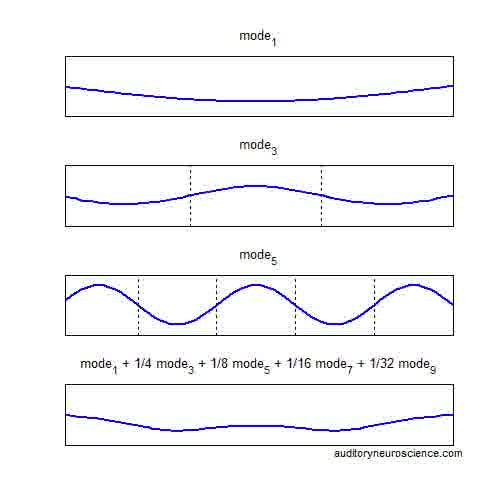 mode₁
mode₃
mode₅
mode₁ + 1/4 mode₃ + 1/8 mode₅ + 1/16 mode₇ + 1/32 mode₉
auditoryneuroscience.com